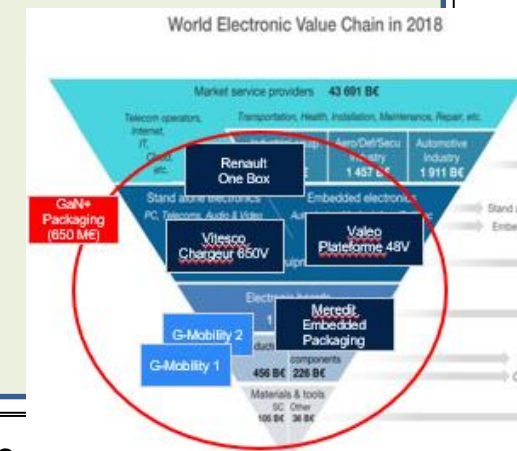 World Electronic Value Chain in 2018
Market service providers 43 691 B€
Telecom operators, Transportation, Health, Installation, Maintenance, Repair, etc.
Internet,
IT,
Cloud,
etc.
Aero/Def/Secu
Industry
1 457 B€
Automotive
Industry
1 911 B€
Renault
One Box
Stand alone electronics
PC, Telecoms, Audio & Video
Embedded electronics
GaN+
Packaging
(650 M€)
Stand
Embe
Vitesco
Chargeur 650V
Valeo
Plateforme 48V
Meredit
Embedded
Packaging
G-Mobility 2
G-Mobility 1
components
456 B€ 226 B€
Materials & tools
SC Other
36 B€